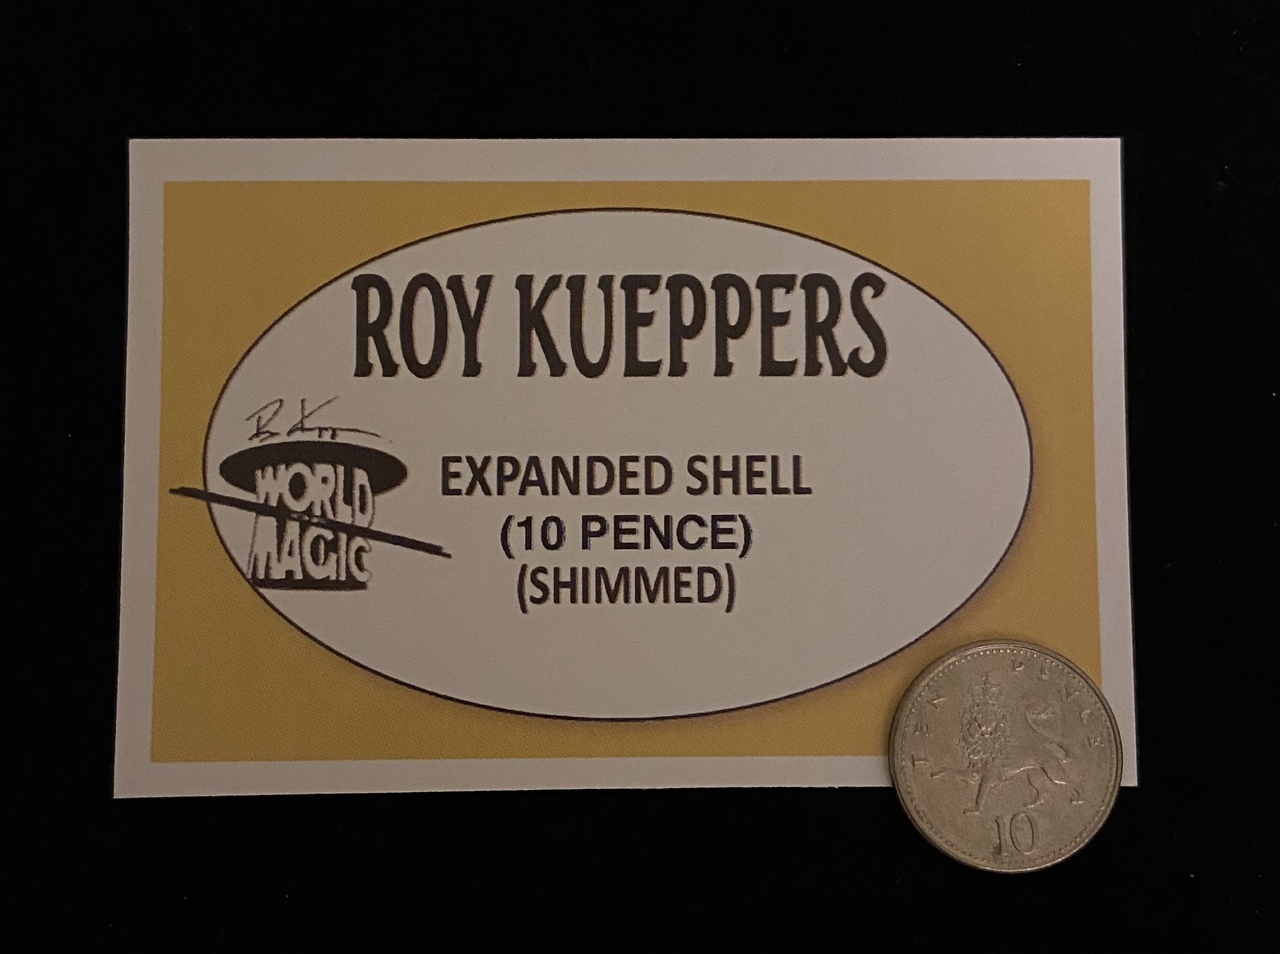 ROY KUEPPERS
WORLD
MAGIC
EXPANDED SHELL
(10 PENCE)
(SHIMMED)
TEN PENCE
10